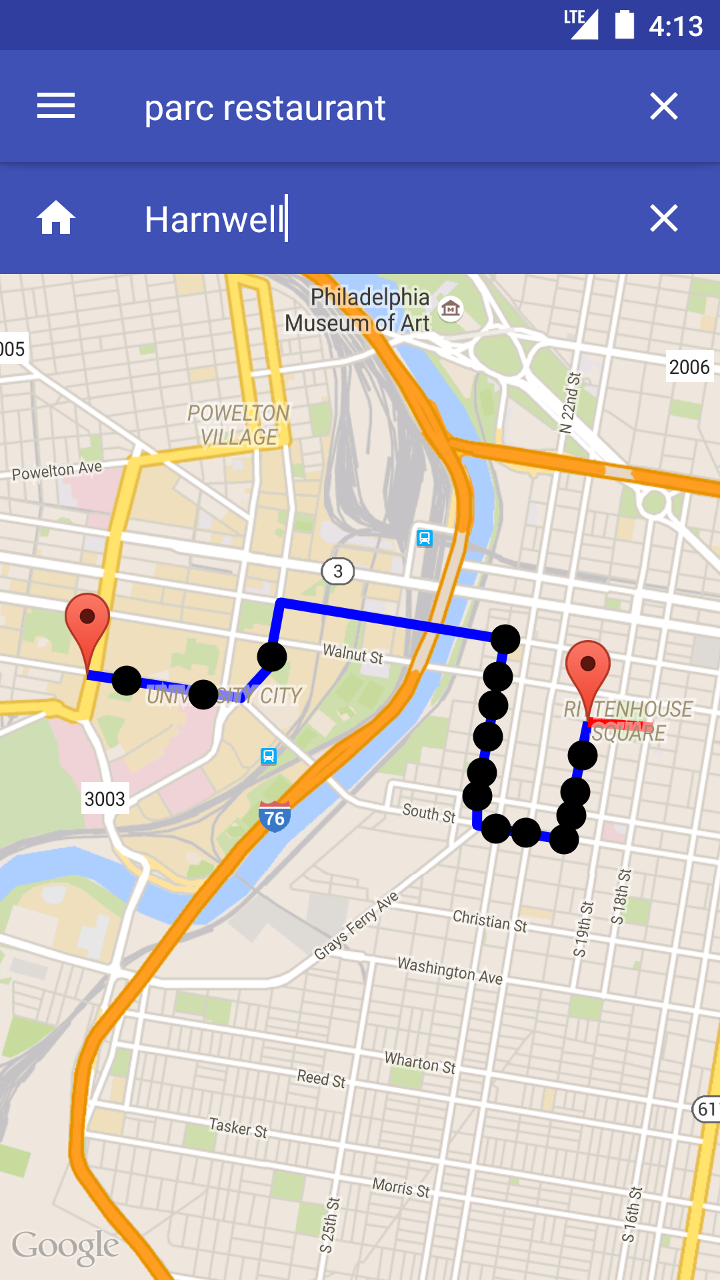 LTE 4:13
parc restaurant
Harnwell
Philadelphia
Museum of Art
005
2006
N 22nd St
POWELTON
VILLAGE
Powelton Ave
3
Walnut St
UNIVERSITY CITY
RITTENHOUSE
SQUARE
3003
76
South St
S 18th St
S 19th St
Christian St
Grays Ferry Ave
Washington Ave
Wharton St
Reed St
611
Tasker St
Morris St
S 25th St
S 16th St
Google